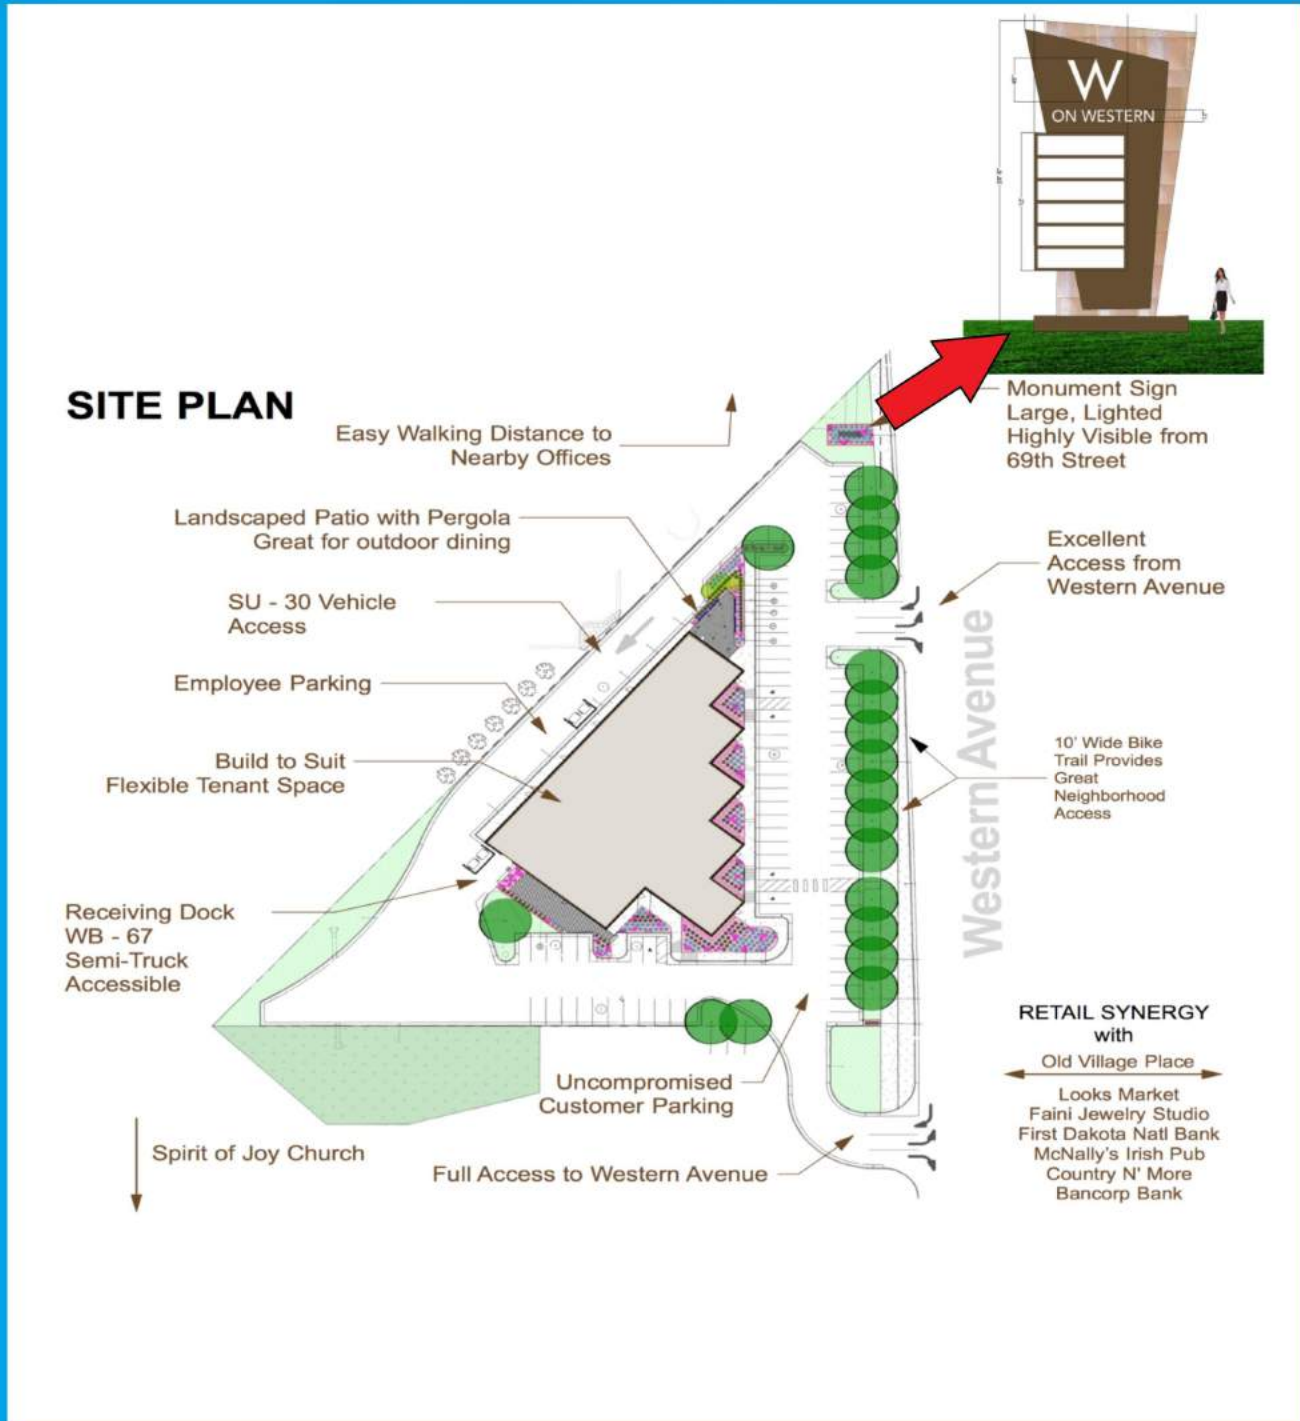 W
ON WESTERN
SITE PLAN
Easy Walking Distance to
Nearby Offices
Monument Sign
Large, Lighted
Highly Visible from
69th Street
Landscaped Patio with Pergola
Great for outdoor dining
Excellent
Access from
Western Avenue
SU - 30 Vehicle
Access
Western Avenue
Employee Parking
10' Wide Bike
Trail Provides
Great
Neighborhood
Access
Build to Suit
Flexible Tenant Space
Receiving Dock
WB - 67
Semi-Truck
Accessible
RETAIL SYNERGY
with
Old Village Place
Looks Market
Faini Jewelry Studio
First Dakota Natl Bank
McNally's Irish Pub
Country N' More
Bancorp Bank
Uncompromised
Customer Parking
Spirit of Joy Church
Full Access to Western Avenue